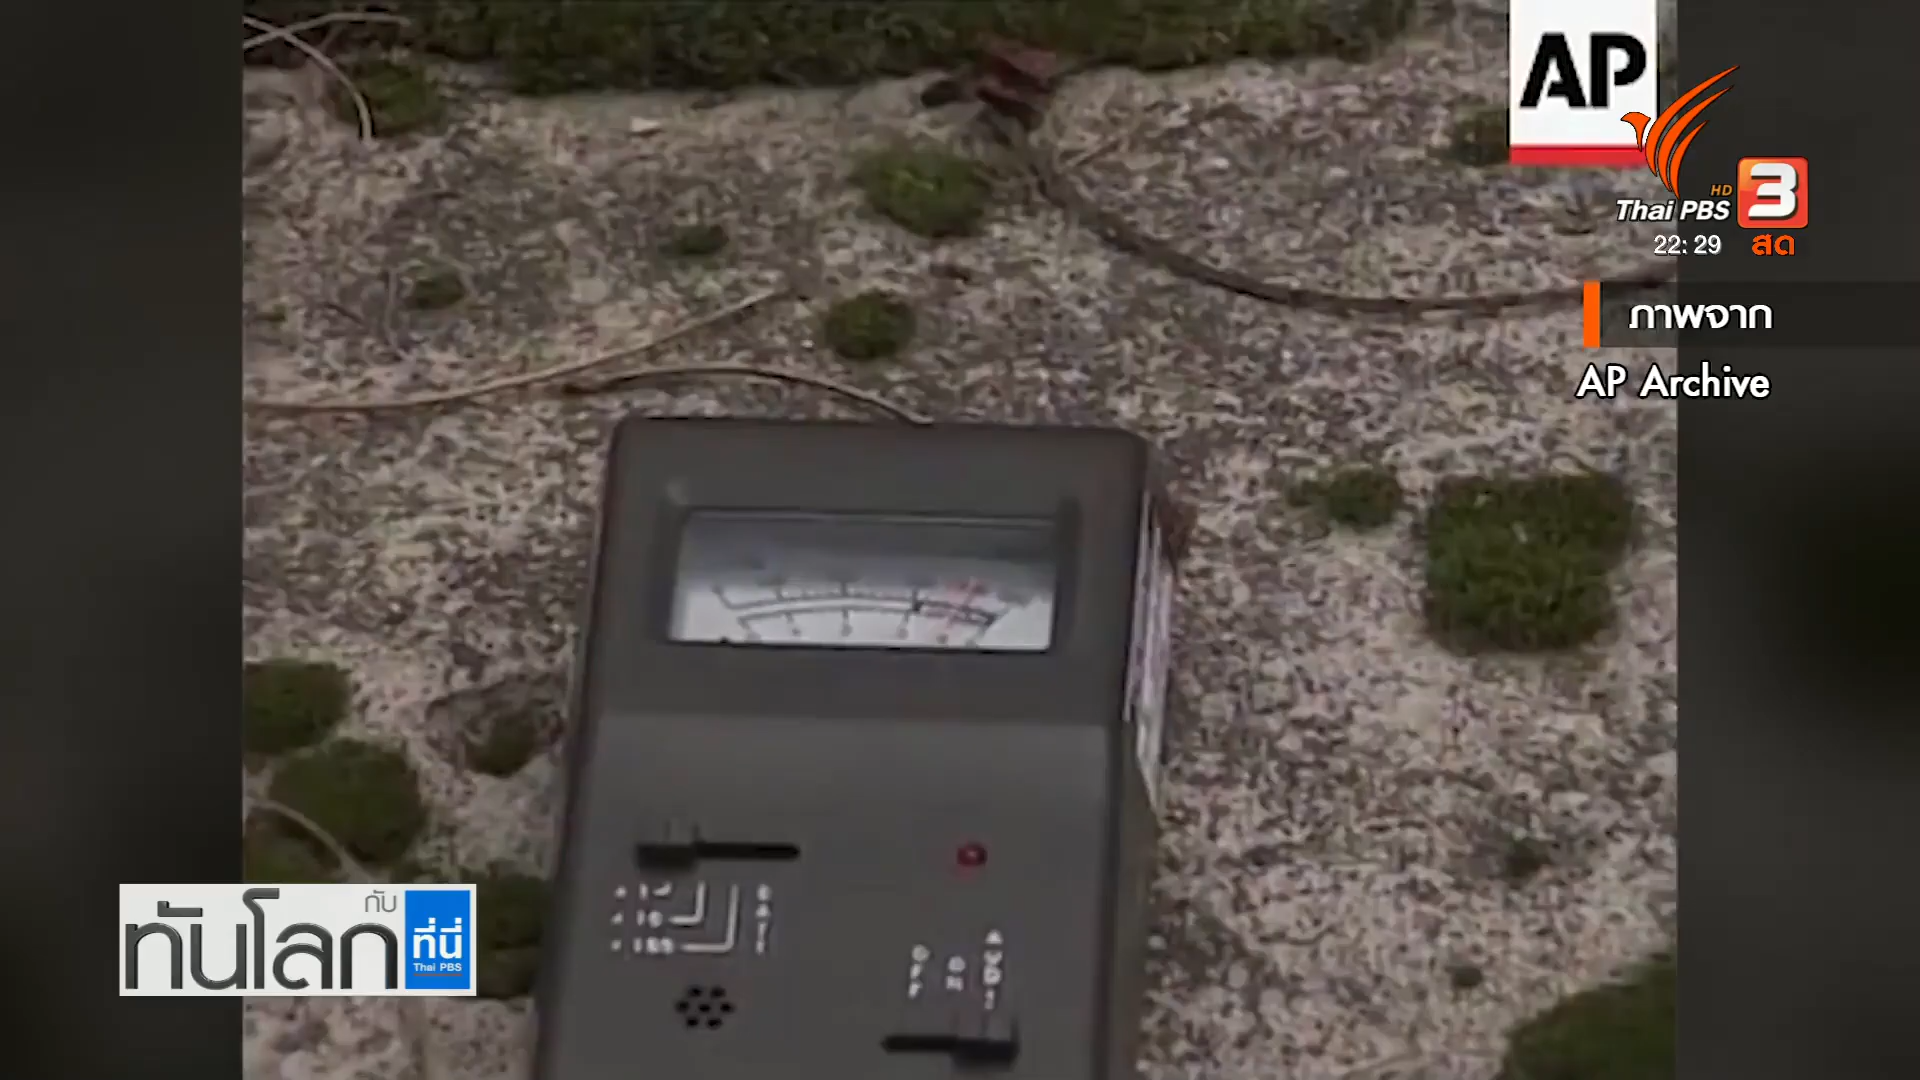 AP
HD
Thai PBS 3
22:29 สด
ภาพจาก
AP Archive
OFF ON AUDI
ทันโลก กับ ที่นี่
Thai PBS